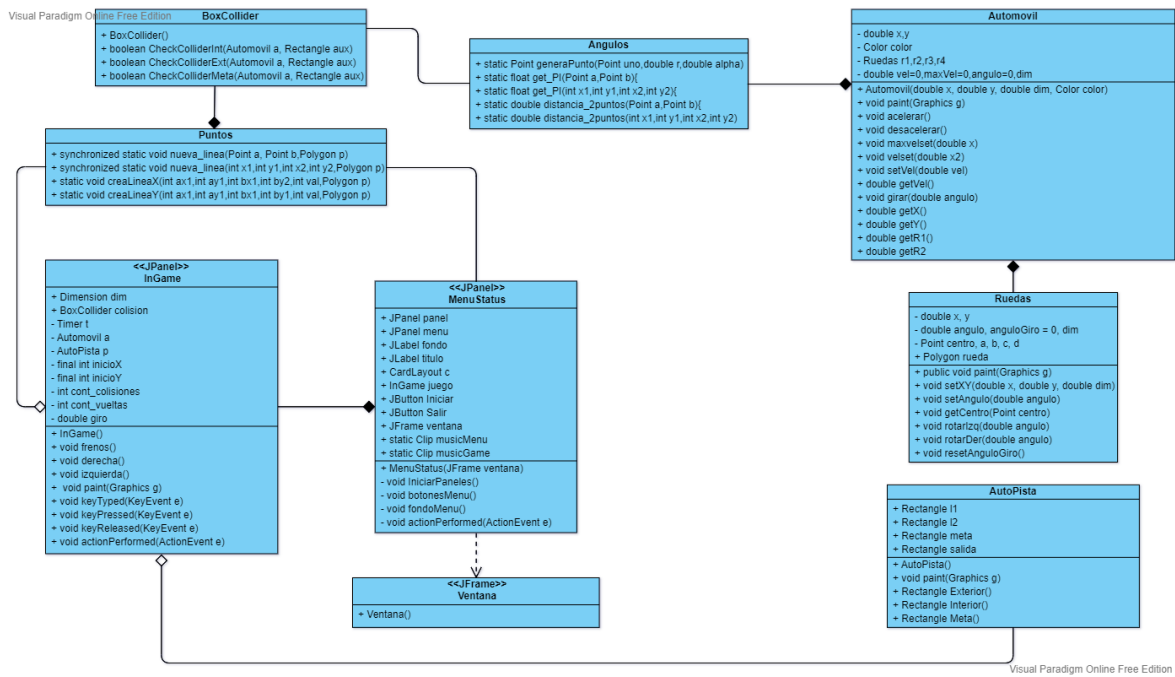 Visual Paradigm Online Free Edition
BoxCollider
+ BoxCollider()
+ boolean CheckColliderInt(Automovil a, Rectangle aux)
+ boolean CheckColliderExt(Automovil a, Rectangle aux)
+ boolean CheckColliderMeta(Automovil a, Rectangle aux)
Angulos
+ static Point generaPunto(Point uno,double r,double alpha)
+ static float get_PI(Point a,Point b){
+ static float get_PI(int x1,int y1,int x2,int y2){
+ static double distancia_2puntos(Point a,Point b){
+ static double distancia_2puntos(int x1,int y1,int x2,int y2)
Automovil
- double x,y
- Color color
- Ruedas r1,r2,r3,r4
- double vel=0,maxVel=0,angulo=0,dim
+ Automovil(double x, double y, double dim, Color color)
+ void paint(Graphics g)
+ void acelerar()
+ void desacelerar()
+ void maxvelset(double x)
+ void velset(double x2)
+ void setVel(double vel)
+ double getVel()
+ void girar(double angulo)
+ double getX()
+ double getY()
+ double getR1()
+ double getR2
Puntos
+ synchronized static void nueva_linea(Point a, Point b,Polygon p)
+ synchronized static void nueva_linea(int x1,int y1,int x2,int y2,Polygon p)
+ static void creaLineaX(int ax1,int ay1,int bx1,int by2,int val,Polygon p)
+ static void creaLineaY(int ax1,int ay1,int bx1,int by1,int val,Polygon p)
<<JPanel>>
InGame
+ Dimension dim
+ BoxCollider colision
- Timer t
- Automovil a
- AutoPista p
- final int inicioX
- final int inicioY
- int cont_colisiones
- int cont_vueltas
- double giro
+ InGame()
+ void frenos()
+ void derecha()
+ void izquierda()
+ void paint(Graphics g)
+ void keyTyped(KeyEvent e)
+ void keyPressed(KeyEvent e)
+ void keyReleased(KeyEvent e)
+ void actionPerformed(ActionEvent e)
<<JPanel>>
MenuStatus
+ JPanel panel
+ JPanel menu
+ JLabel fondo
+ JLabel titulo
+ CardLayout c
+ InGame juego
+ JButton Iniciar
+ JButton Salir
+ JFrame ventana
+ static Clip musicMenu
+ static Clip musicGame
+ MenuStatus(JFrame ventana)
- void IniciarPaneles()
- void botonesMenu()
- void fondoMenu()
- void actionPerformed(ActionEvent e)
Ruedas
- double x, y
- double angulo, anguloGiro = 0, dim
- Point centro, a, b, c, d
+ Polygon rueda
+ public void paint(Graphics g)
+ void setXY(double x, double y, double dim)
+ void setAngulo(double angulo)
+ void getCentro(Point centro)
+ void rotarIzq(double angulo)
+ void rotarDer(double angulo)
+ void resetAnguloGiro()
AutoPista
+ Rectangle l1
+ Rectangle l2
+ Rectangle meta
+ Rectangle salida
+ AutoPista()
+ void paint(Graphics g)
+ Rectangle Exterior()
+ Rectangle Interior()
+ Rectangle Meta()
<<JFrame>>
Ventana
+ Ventana()
Visual Paradigm Online Free Edition